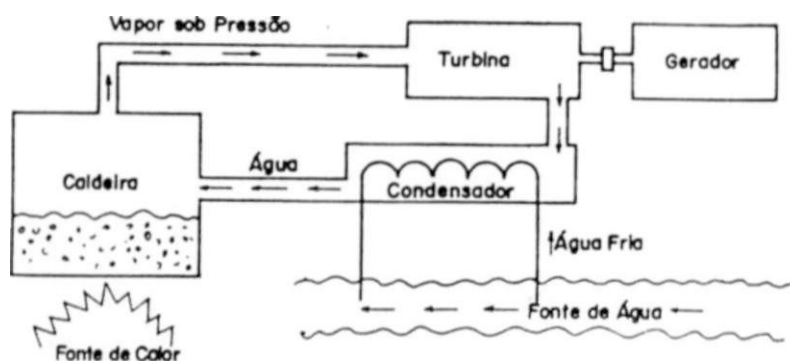 Vapor sob Pressão
Turbina
Gerador
Água
Caldeira
Condensador
Água Fria
Fonte de Água
Fonte de Calor